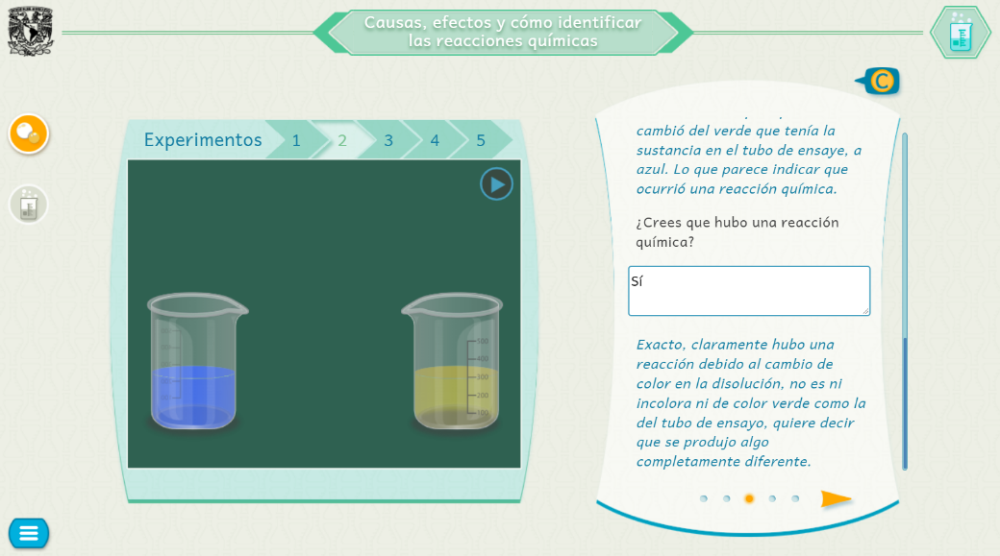 Causas, efectos y cómo identificar
las reacciones químicas
Experimentos 1 2 3 4 5
500
400
300
200
100
C
cambió del verde que tenía la
sustancia en el tubo de ensaye, a
azul. Lo que parece indicar que
ocurrió una reacción química.
¿Crees que hubo una reacción
química?
Sí
Exacto, claramente hubo una
reacción debido al cambio de
color en la disolución, no es ni
incolora ni de color verde como la
del tubo de ensayo, quiere decir
que se produjo algo
completamente diferente.